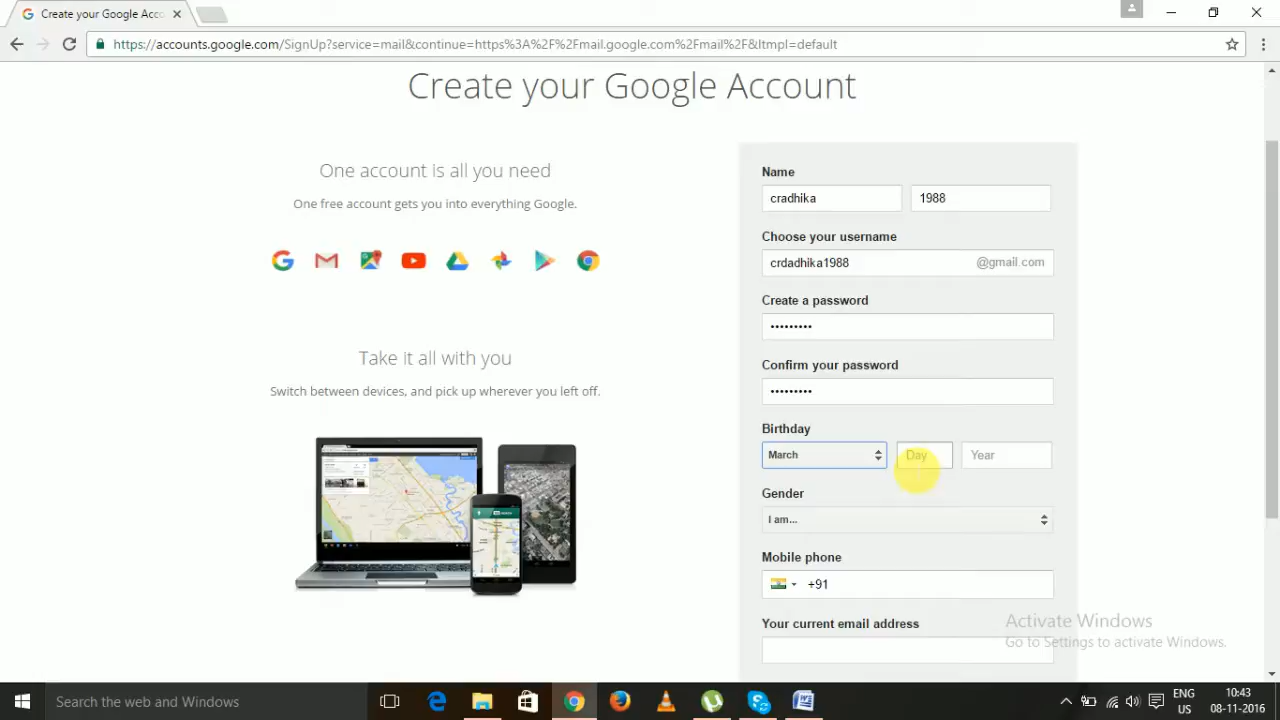 Create your Google Acco
https://accounts.google.com/SignUp?service=mail&continue=https%3A%2F%2Fmail.google.com%2Fmail%2F&ltmpl=default
Create your Google Account
One account is all you need
One free account gets you into everything Google.
Take it all with you
Switch between devices, and pick up wherever you left off.
Name
cradhika 1988
Choose your username
crdadhika1988 @gmail.com
Create a password
•••••••••
Confirm your password
•••••••••
Birthday
March Day Year
Gender
I am...
Mobile phone
+91
Your current email address
Activate Windows
Go to Settings to activate Windows.
Search the web and Windows
ENG
US
10:43
08-11-2016